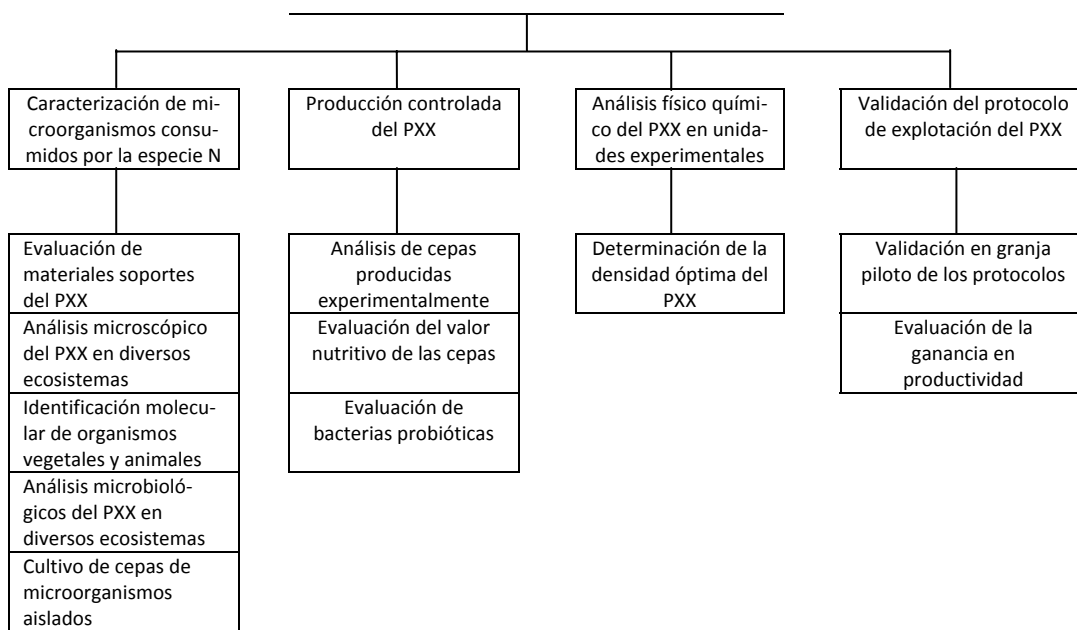 Caracterización de mi-
croorganismos consu-
midos por la especie N
Producción controlada
del PXX
Análisis físico quími-
co del PXX en unida-
des experimentales
Validación del protocolo
de explotación del PXX
Evaluación de
materiales soportes
del PXX
Análisis microscópico
del PXX en diversos
ecosistemas
Identificación molecu-
lar de organismos
vegetales y animales
Análisis microbioló-
gicos del PXX en
diversos ecosistemas
Cultivo de cepas de
microorganismos
aislados
Análisis de cepas
producidas
experimentalmente
Evaluación del valor
nutritivo de las cepas
Evaluación de
bacterias probióticas
Determinación de la
densidad óptima del
PXX
Validación en granja
piloto de los protocolos
Evaluación de la
ganancia en
productividad